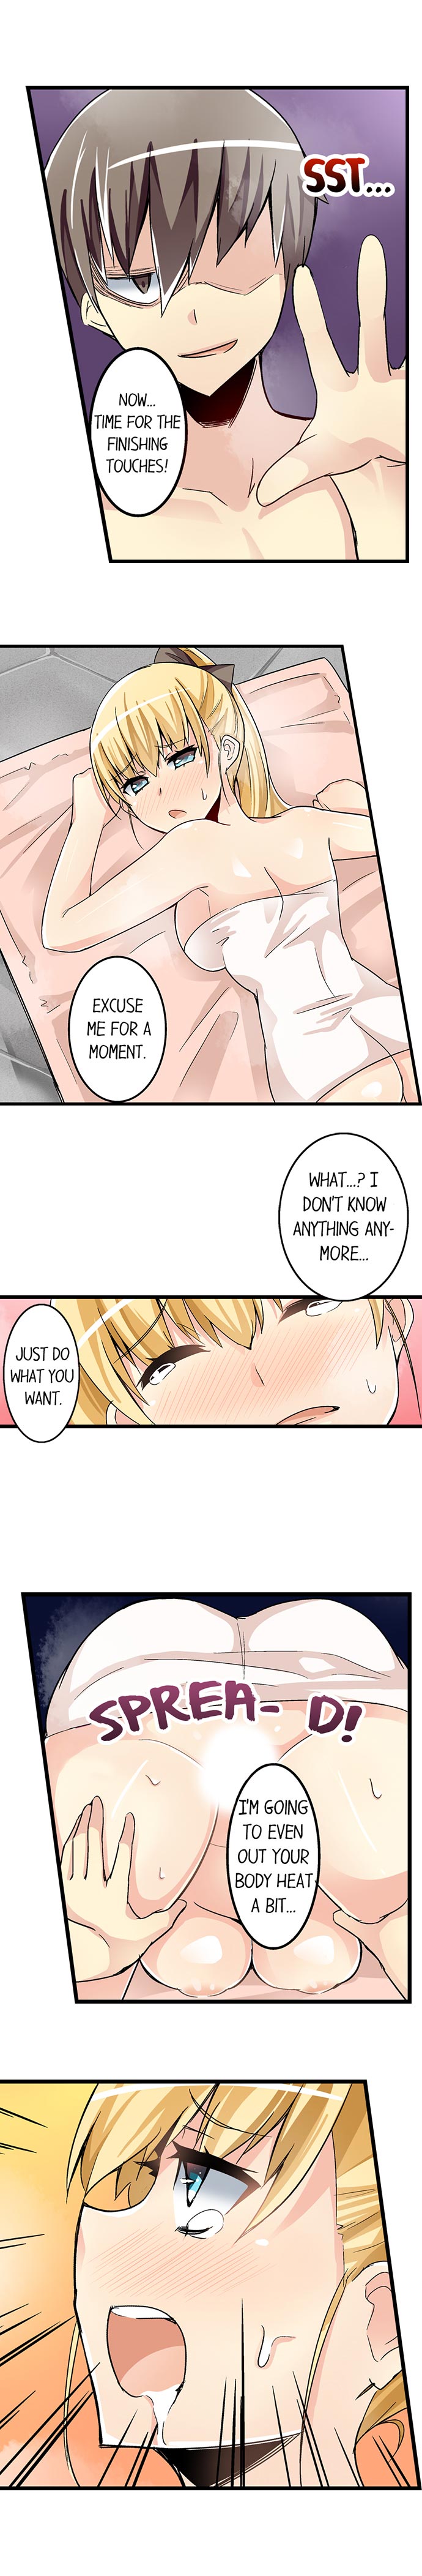 SST...
NOW...
TIME FOR THE
FINISHING
TOUCHES!
EXCUSE
ME FOR A
MOMENT.
WHAT...? I
DON'T KNOW
ANYTHING ANY-
MORE...
JUST DO
WHAT YOU
WANT.
SPREA- D!
I'M GOING
TO EVEN
OUT YOUR
BODY HEAT
A BIT...